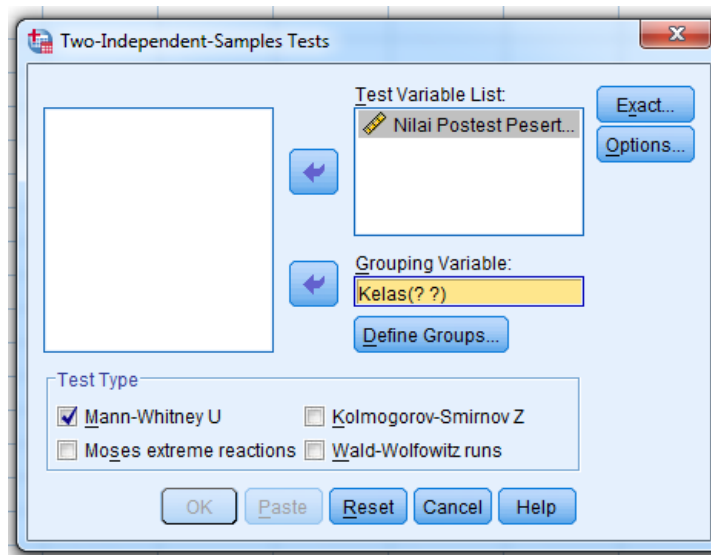 Two-Independent-Samples Tests
Test Variable List:
Nilai Postest Pesert...
Exact...
Options...
Grouping Variable:
Kelas(? ?)
Define Groups...
Test Type
Mann-Whitney U
Kolmogorov-Smirnov Z
Moses extreme reactions
Wald-Wolfowitz runs
OK
Paste
Reset
Cancel
Help